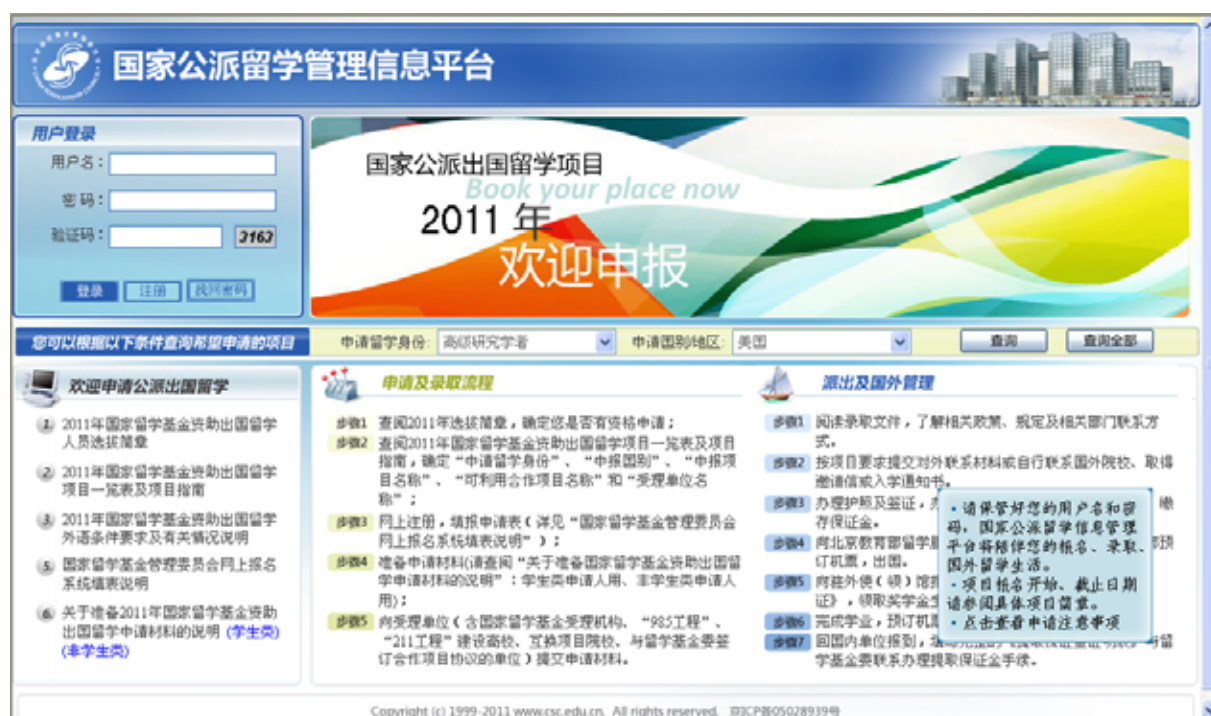 国家公派留学管理信息平台
用户登录
用户名:
密码:
验证码:
3163
登录
注册
找回密码
国家公派出国留学项目
Book your place now
2011 年
欢迎申报
您可以根据以下条件查询希望申请的项目
申请留学身份:
高级研究学者
申请国别/地区:
美国
查询
查询全部
欢迎申请公派出国留学
1 2011年国家留学基金资助出国留学
人员选拔简章
2 2011年国家留学基金资助出国留学
项目一览表及项目指南
3 2011年国家留学基金资助出国留学
外语条件要求及有关情况说明
5 国家留学基金管理委员会网上报名
系统填表说明
6 关于准备2011年国家留学基金资助
出国留学申请材料的说明 (学生类)
(非学生类)
申请及录取流程
步骤1 查阅2011年选拔简章,确定您是否有资格申请;
步骤2 查阅2011年国家留学基金资助出国留学项目一览表及项目
指南,确定“申请留学身份”、“申报国别”、“申报项
目名称”、“可利用合作项目名称”和“受理单位名
称”;
步骤3 网上注册,填报申请表(详见“国家留学基金管理委员会
网上报名系统填表说明”);
步骤4 准备申请材料(请查阅“关于准备国家留学基金资助出国留
学申请材料的说明”:学生类申请人用、非学生类申请人
用);
步骤5 向受理单位(含国家留学基金受理机构、“985工程”、
“211工程”建设高校、互换项目院校、与留学基金委签
订合作项目协议的单位)提交申请材料。
派出及国外管理
步骤1 阅读录取文件,了解相关政策、规定及相关部门联系方
式。
步骤2 按项目要求提交对外联系材料或自行联系国外院校、取得
邀请信或入学通知书。
步骤3 办理护照及签证,
缴
存保证金。
步骤4 向北京教育部留学服
部预
订机票,出国。
步骤5 向驻外使(领)馆
证》,领取奖学金
步骤6 完成学业,预订机票
步骤7 回国内单位报到,
与留
学基金委联系办理提取保证金手续。
·请保管好您的用户名和密
码,国家公派留学信息管理
平台将陪伴您的报名、录取、
国外留学生活。
·项目报名开始、截止日期
请参阅具体项目简章。
·点击查看申请注意事项
Copyright (c) 1999-2011 www.csc.edu.cn, All rights reserved. 京ICP备05028939号